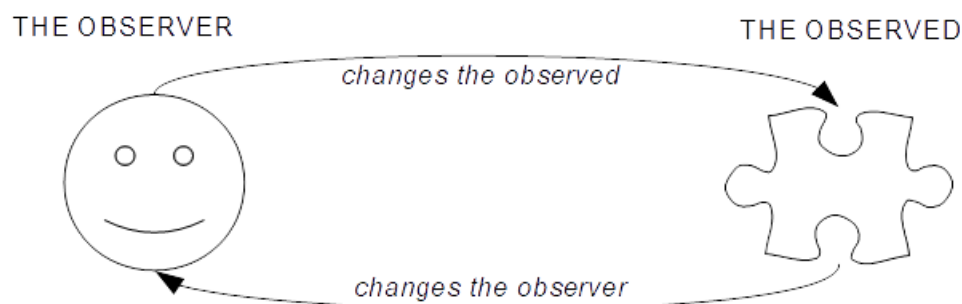 THE OBSERVER
THE OBSERVED
changes the observed
changes the observer